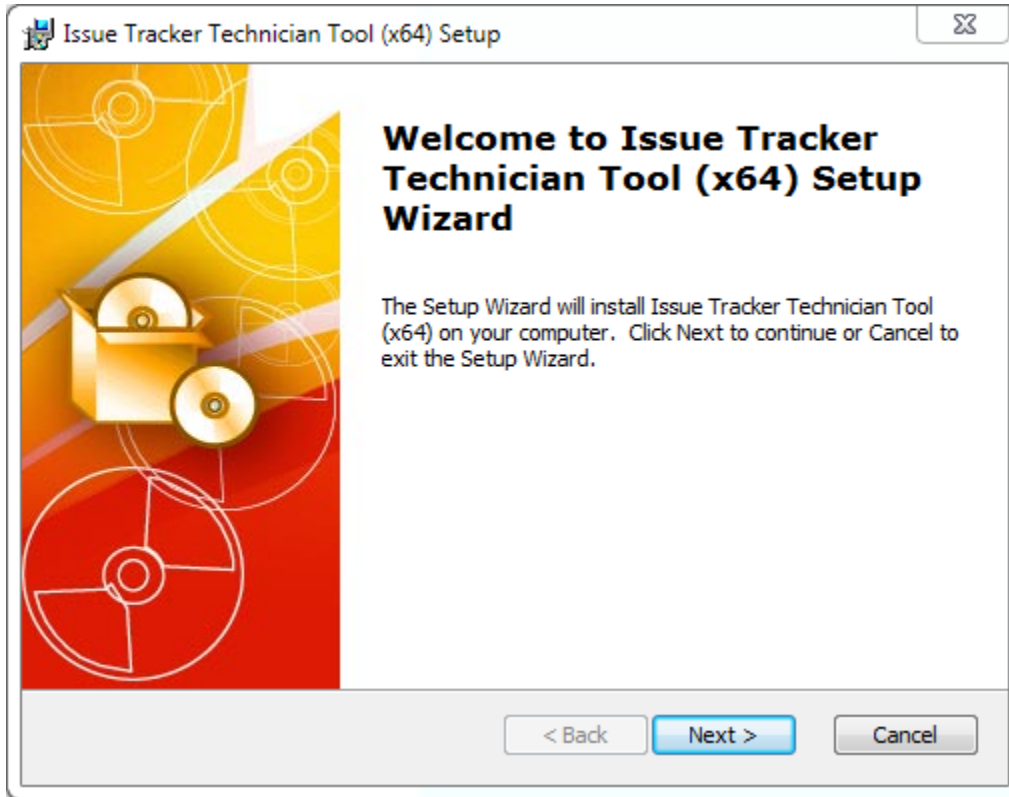 Issue Tracker Technician Tool (x64) Setup
Welcome to Issue Tracker
Technician Tool (x64) Setup
Wizard
The Setup Wizard will install Issue Tracker Technician Tool
(x64) on your computer.  Click Next to continue or Cancel to
exit the Setup Wizard.
< Back
Next >
Cancel